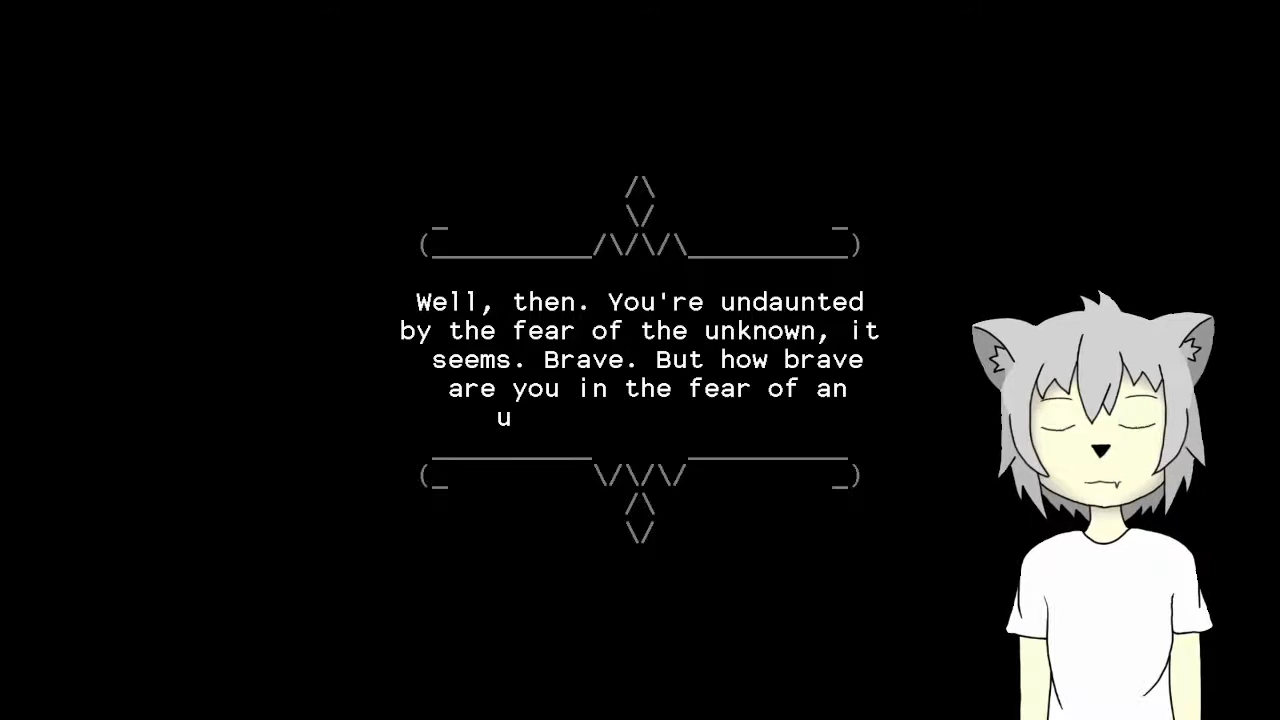 Well, then. You're undaunted
by the fear of the unknown, it
seems. Brave. But how brave
are you in the fear of an
u